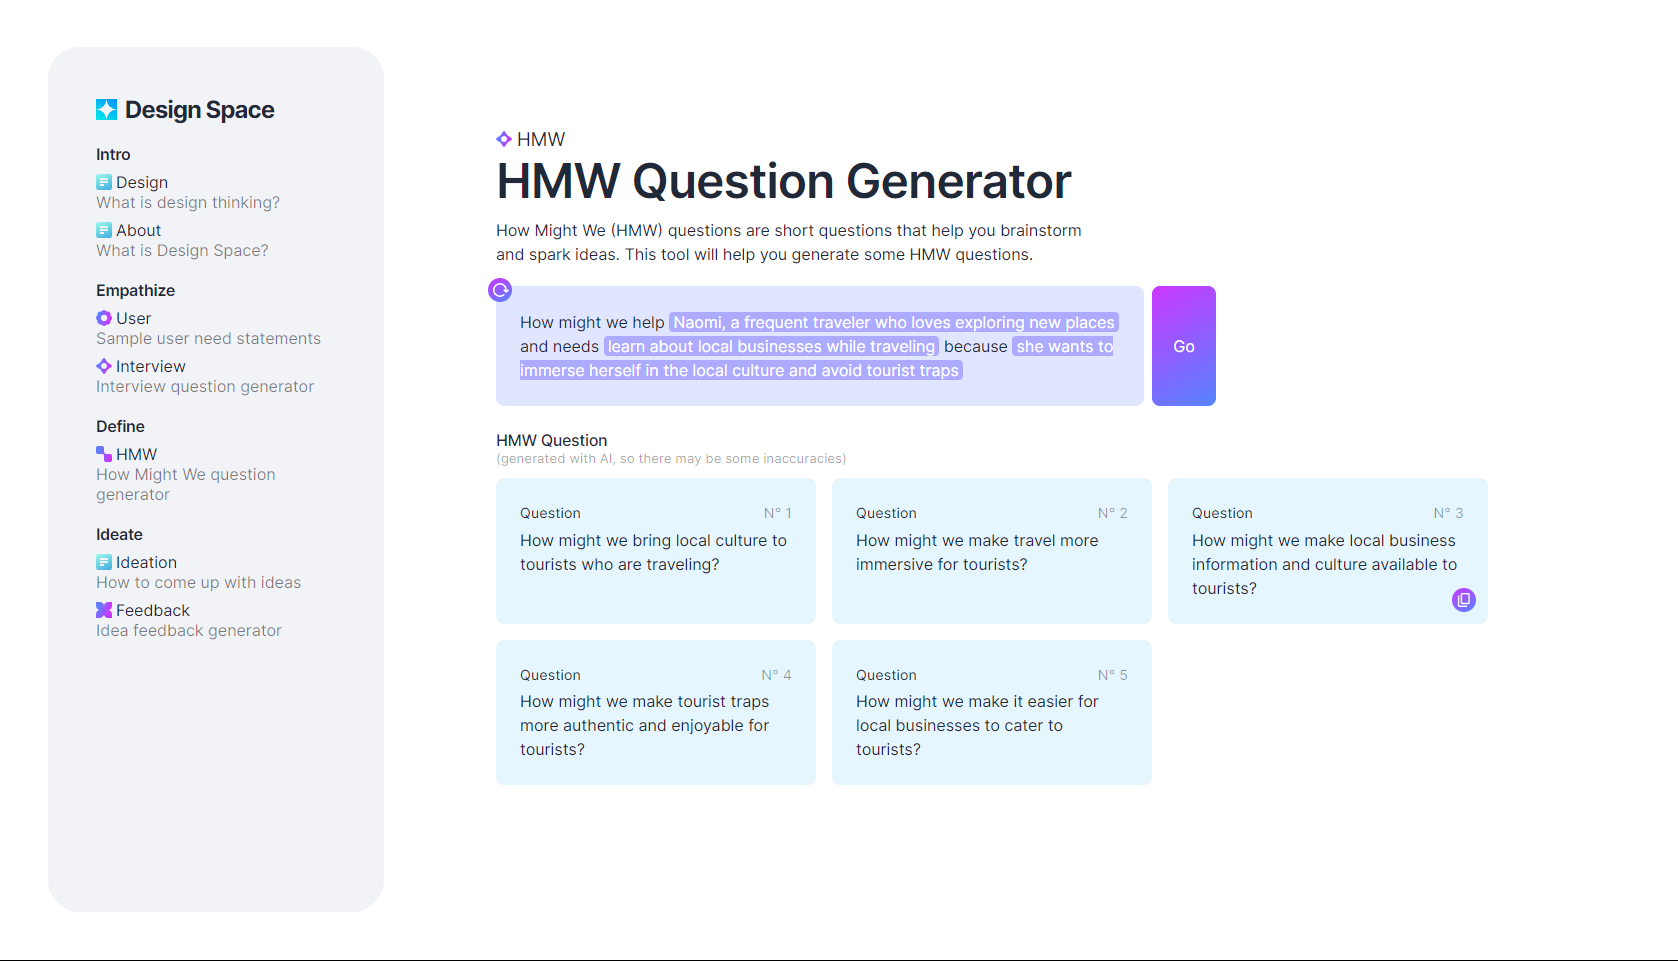 Design Space
Intro
Design
What is design thinking?
About
What is Design Space?
Empathize
User
Sample user need statements
Interview
Interview question generator
Define
HMW
How Might We question
generator
Ideate
Ideation
How to come up with ideas
Feedback
Idea feedback generator
HMW
HMW Question Generator
How Might We (HMW) questions are short questions that help you brainstorm
and spark ideas. This tool will help you generate some HMW questions.
How might we help Naomi, a frequent traveler who loves exploring new places
and needs learn about local businesses while traveling because she wants to
immerse herself in the local culture and avoid tourist traps
Go
HMW Question
(generated with AI, so there may be some inaccuracies)
Question N° 1
How might we bring local culture to
tourists who are traveling?
Question N° 2
How might we make travel more
immersive for tourists?
Question N° 3
How might we make local business
information and culture available to
tourists?
Question N° 4
How might we make tourist traps
more authentic and enjoyable for
tourists?
Question N° 5
How might we make it easier for
local businesses to cater to
tourists?